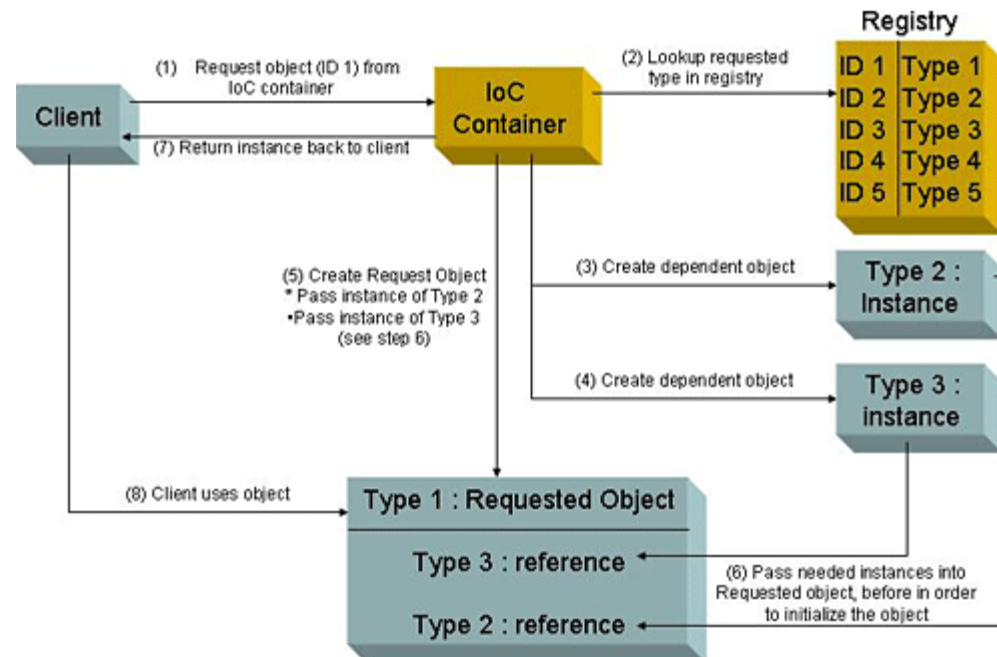 Registry
(1) Request object (ID 1) from
IoC container
(2) Lookup requested
type in registry
ID 1 Type 1
ID 2 Type 2
ID 3 Type 3
ID 4 Type 4
ID 5 Type 5
Client
IoC
Container
(7) Return instance back to client
(5) Create Request Object
* Pass instance of Type 2
•Pass instance of Type 3
(see step 6)
(3) Create dependent object
Type 2 :
Instance
(4) Create dependent object
Type 3 :
instance
(8) Client uses object
Type 1 : Requested Object
Type 3 : reference
Type 2 : reference
(6) Pass needed instances into
Requested object, before in order
to initialize the object